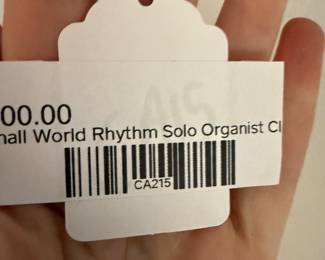 00.00
nall World Rhythm Solo Organist Cl
CA215